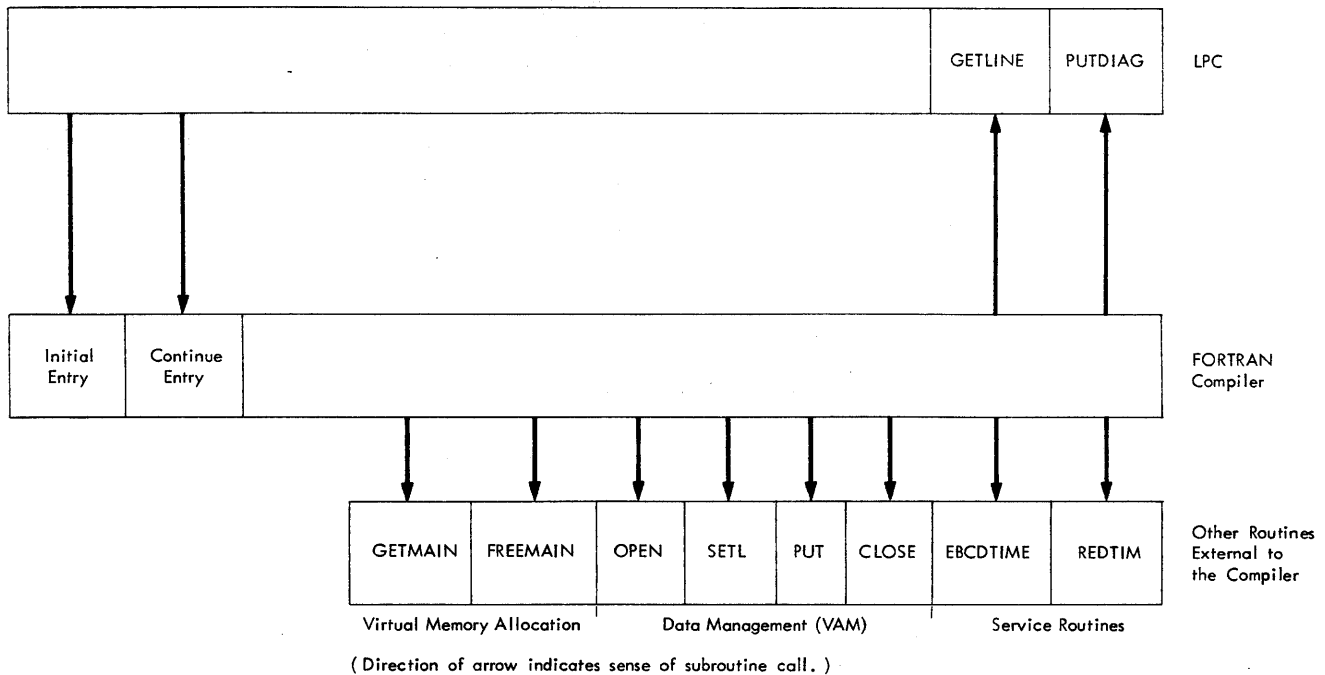 GETLINE PUTDIAG LPC
Initial Entry
Continue Entry
FORTRAN
Compiler
GETMAIN FREEMAIN OPEN SETL PUT CLOSE EBCDTIME REDTIM
Other Routines
External to
the Compiler
Virtual Memory Allocation Data Management (VAM) Service Routines
( Direction of arrow indicates sense of subroutine call. )